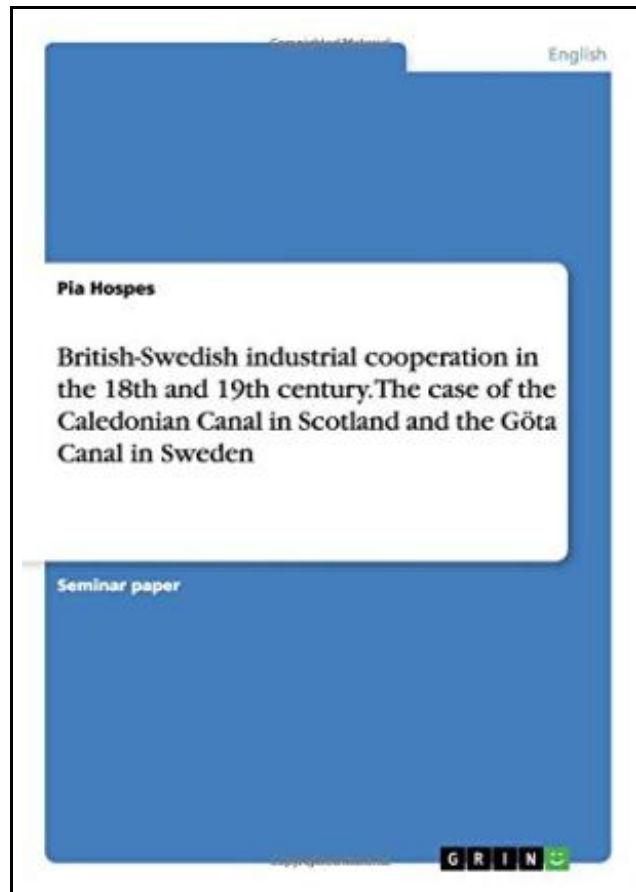 English
Pia Hospes
British-Swedish industrial cooperation in
the 18th and 19th century. The case of the
Caledonian Canal in Scotland and the Göta
Canal in Sweden
Seminar paper
GRIN